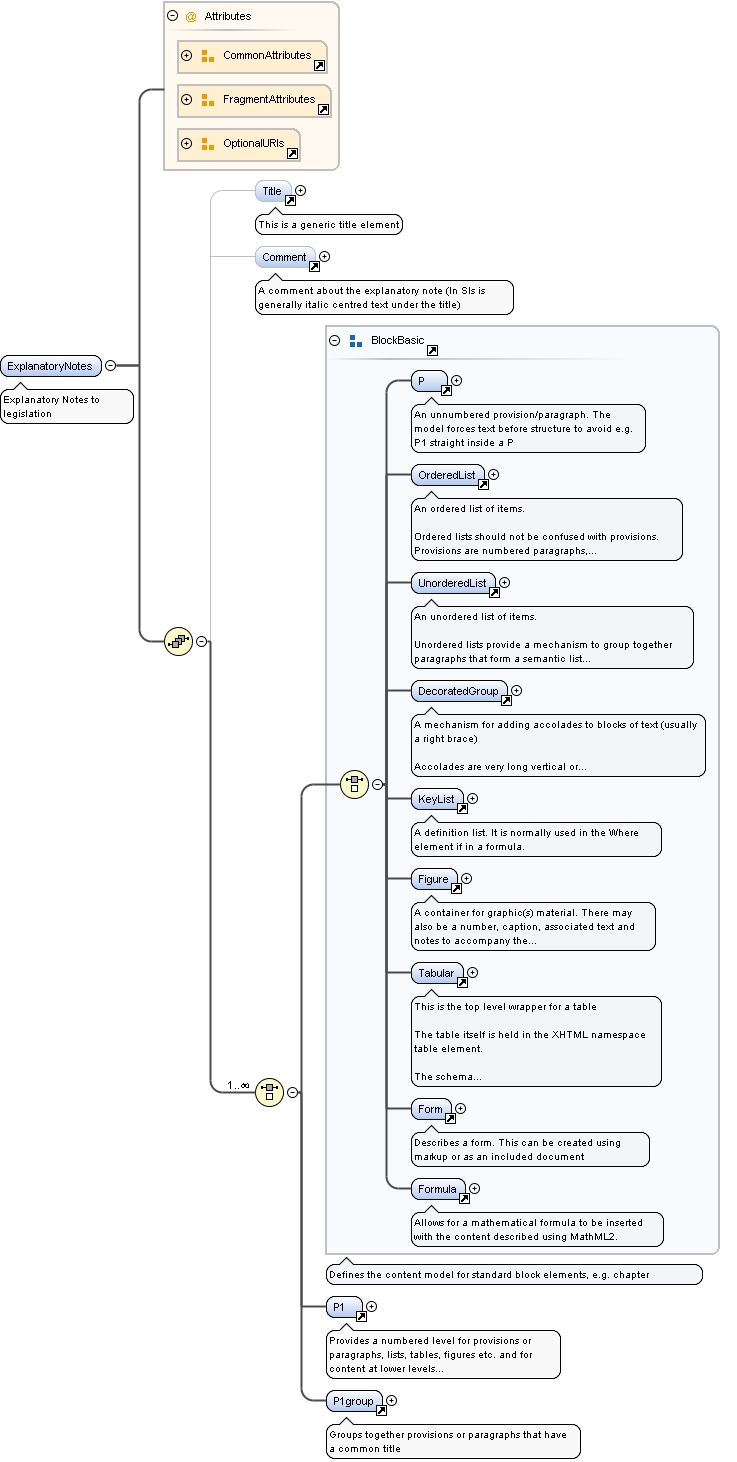 @ Attributes
CommonAttributes
FragmentAttributes
OptionalURIs
Title
This is a generic title element
Comment
A comment about the explanatory note (In SIs is
generally italic centred text under the title)
ExplanatoryNotes
Explanatory Notes to
legislation
BlockBasic
P
An unnumbered provision/paragraph. The
model forces text before structure to avoid e.g.
P1 straight inside a P
OrderedList
An ordered list of items.
Ordered lists should not be confused with provisions.
Provisions are numbered paragraphs,...
UnorderedList
An unordered list of items.
Unordered lists provide a mechanism to group together
paragraphs that form a semantic list...
DecoratedGroup
A mechanism for adding accolades to blocks of text (usually
a right brace)
Accolades are very long vertical or...
KeyList
A definition list. It is normally used in the Where
element if in a formula.
Figure
A container for graphic(s) material. There may
also be a number, caption, associated text and
notes to accompany the...
Tabular
This is the top level wrapper for a table
The table itself is held in the XHTML namespace
table element.
The schema...
1..∞
Form
Describes a form. This can be created using
markup or as an included document
Formula
Allows for a mathematical formula to be inserted
with the content described using MathML2.
Defines the content model for standard block elements, e.g. chapter
P1
Provides a numbered level for provisions or
paragraphs, lists, tables, figures etc. and for
content at lower levels...
P1group
Groups together provisions or paragraphs that have
a common title